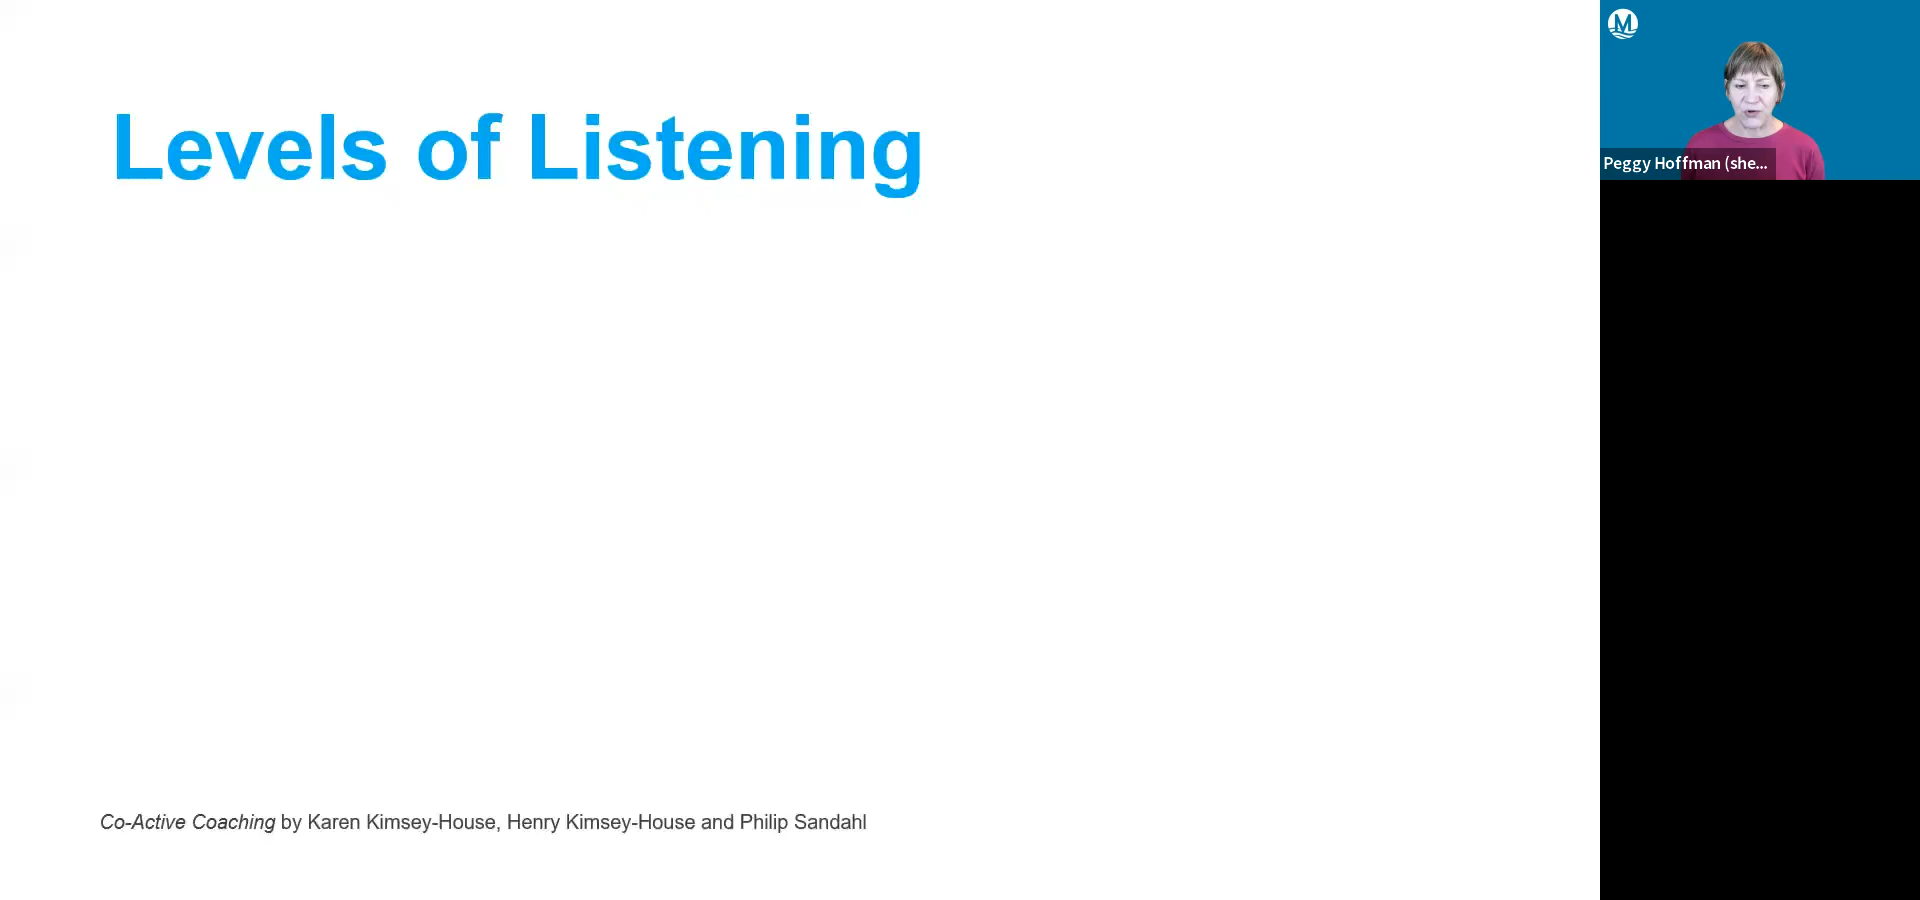 Levels of Listening
Co-Active Coaching by Karen Kimsey-House, Henry Kimsey-House and Philip Sandahl
M
Peggy Hoffman (she...